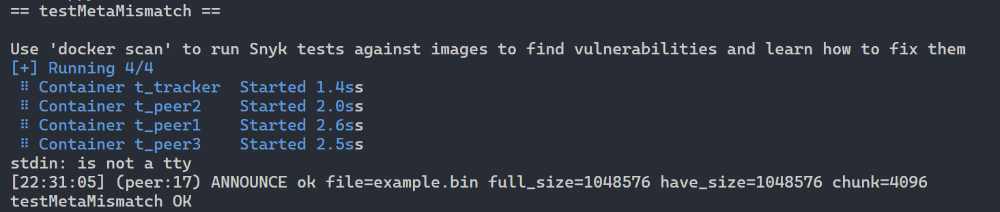 == testMetaMismatch ==
Use 'docker scan' to run Snyk tests against images to find vulnerabilities and learn how to fix them
[+] Running 4/4
⠿ Container t_tracker  Started 1.4ss
⠿ Container t_peer2    Started 2.0ss
⠿ Container t_peer1    Started 2.6ss
⠿ Container t_peer3    Started 2.5ss
stdin: is not a tty
[22:31:05] (peer:17) ANNOUNCE ok file=example.bin full_size=1048576 have_size=1048576 chunk=4096
testMetaMismatch OK